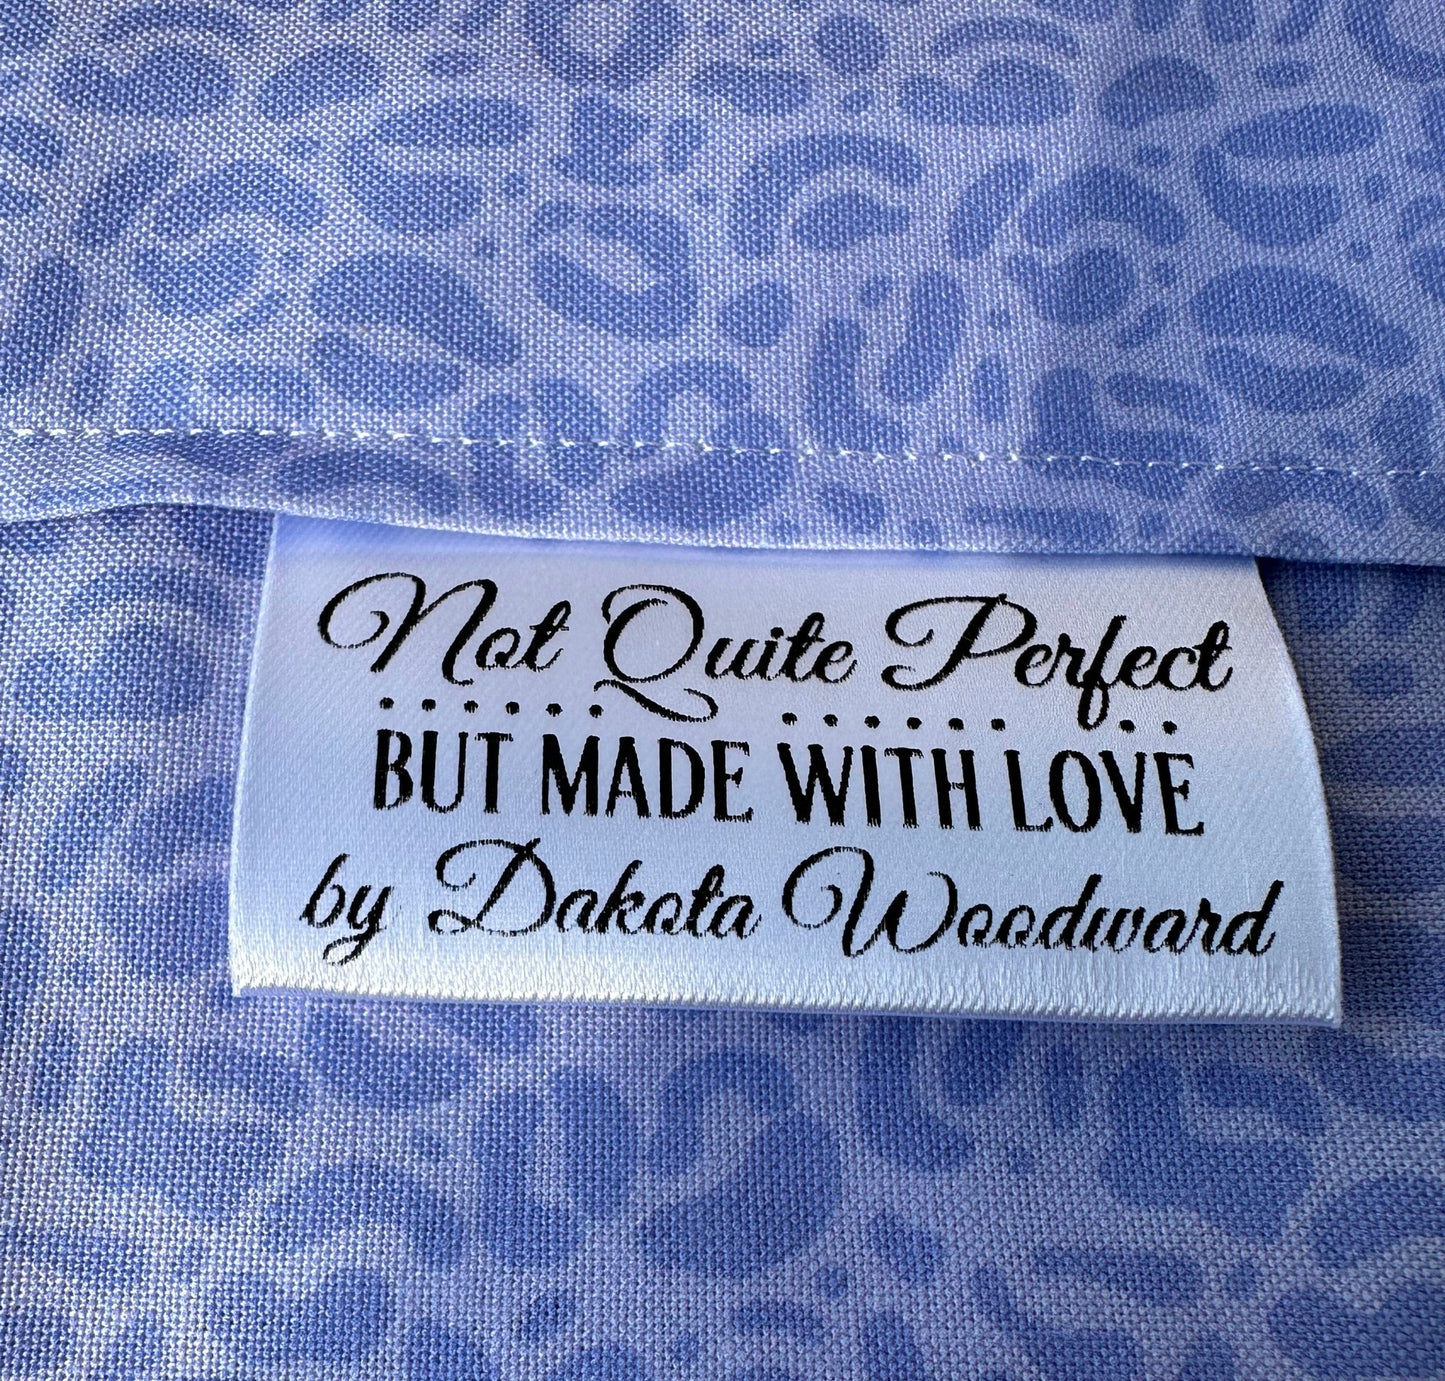 Not Quite Perfect
BUT MADE WITH LOVE
by Dakota Woodward